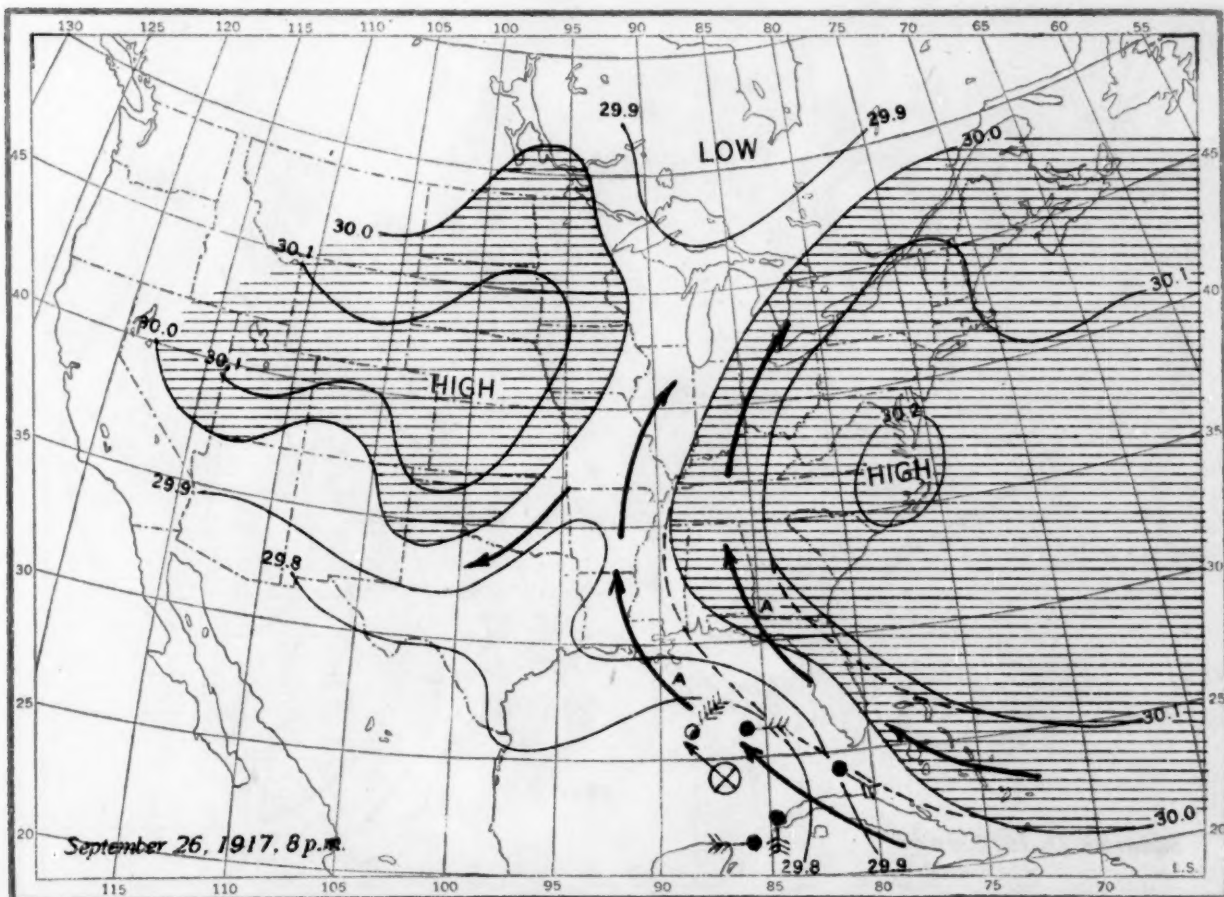 130 125 120 115 110 105 100 95 90 85 80 75 70 65 60 55
29.9 29.9
LOW 30.0
45 45
30.0
30.1
40 40
30.1
30.0
30.1
HIGH
30.2
35 35
HIGH
29.9
29.8
30 30
A
A
25 25
30.1
30.0
20 20
September 26, 1917, 8 p.m.
29.8 29.9
L.S.
115 110 105 100 95 90 85 80 75 70